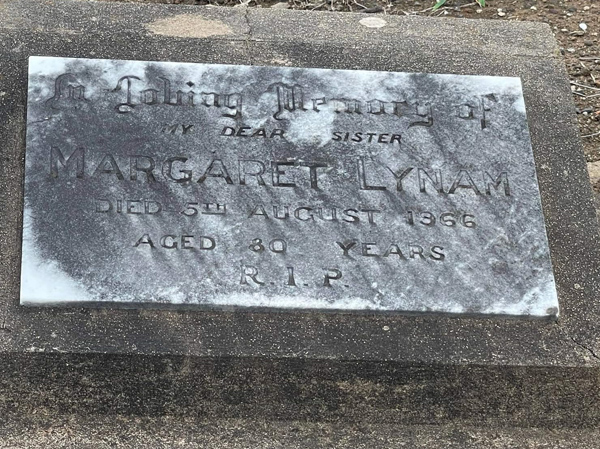 In Loving Memory of
MY DEAR SISTER
MARGARET LYNAM
DIED 5TH AUGUST 1966
AGED 80 YEARS
R.I.P.